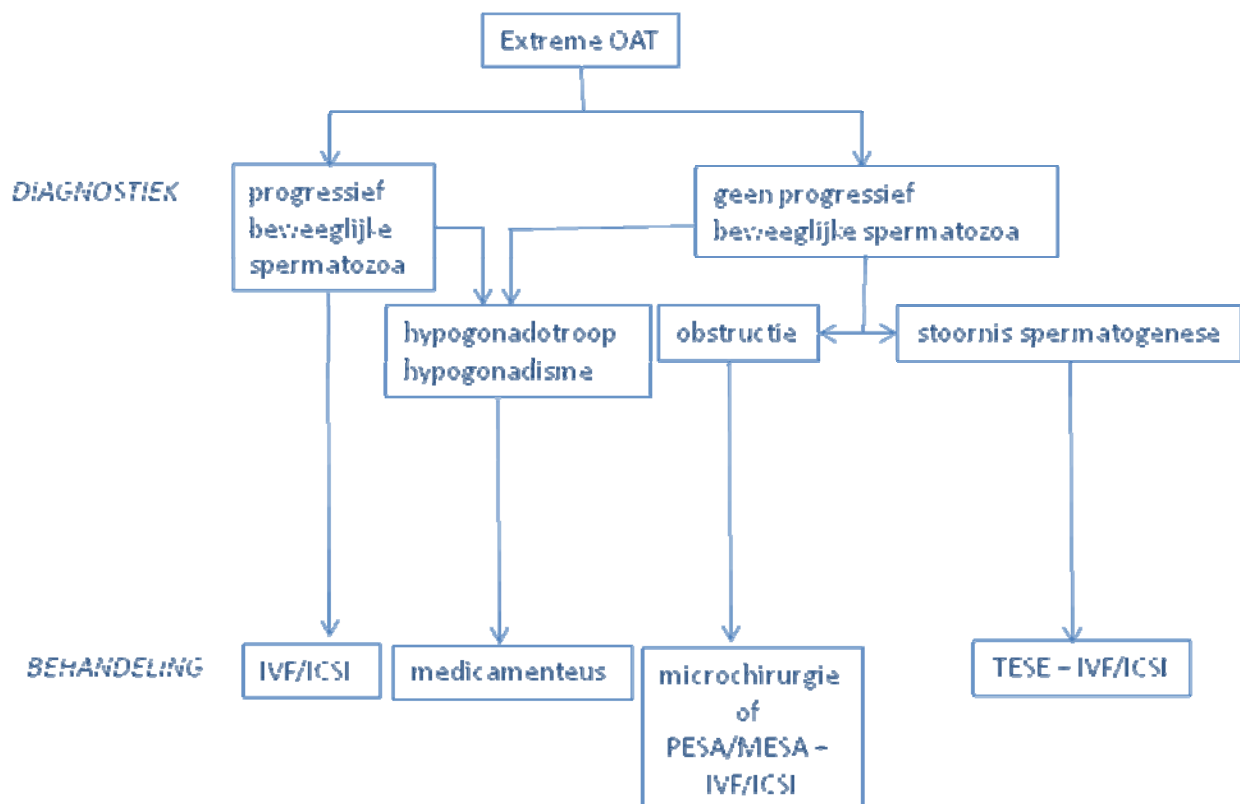 Extreme OAT
DIAGNOSTIEK
progressief
beweeglijke
spermatozoa
geen progressief
beweeglijke spermatozoa
hypogonadotroop
hypogonadisme
obstructie
stoornis spermatogenese
BEHANDELING
IVF/ICSI
medicamenteus
microchirurgie
of
PESA/MESA –
IVF/ICSI
TESE – IVF/ICSI